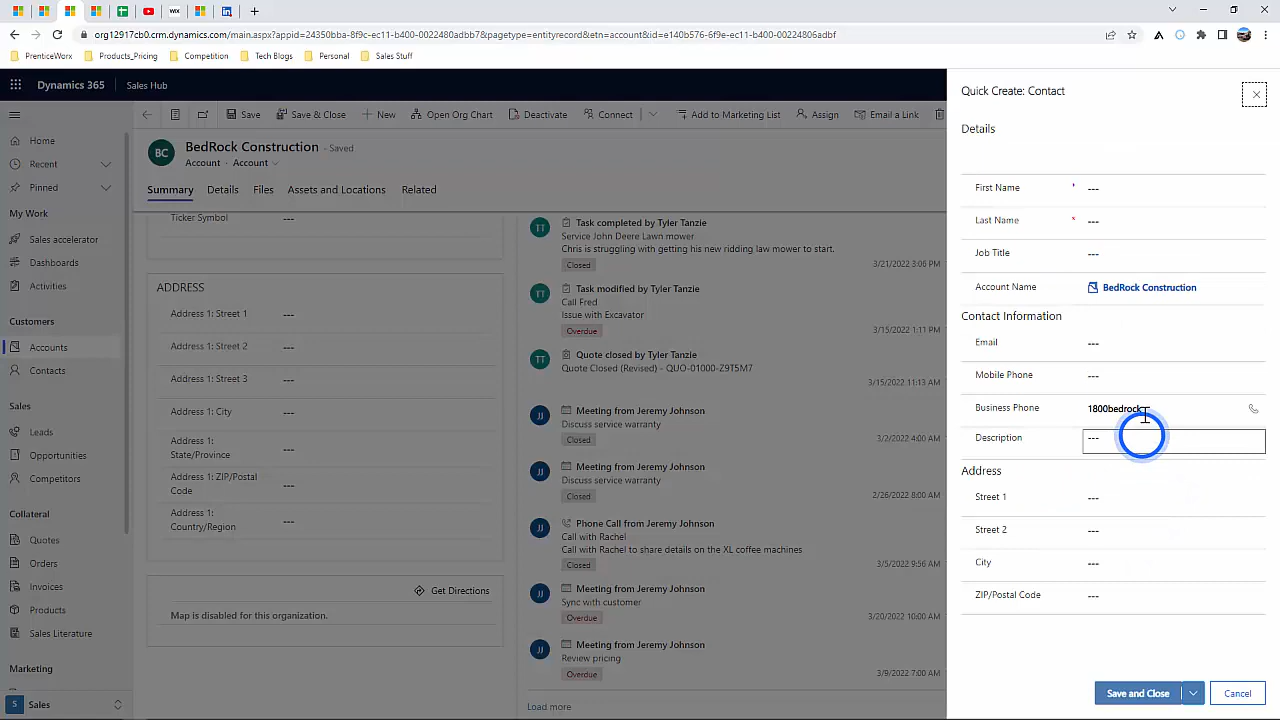 org12917cb0.crm.dynamics.com/main.aspx?appid=24350bba-8f9c-ec11-b400-0022480adbb7&pagetype=entityrecord&etn=account&id=e140b576-6f9e-ec11-b400-00224806adbf
PrenticeWorx Products_Pricing Competition Tech Blogs Personal Sales Stuff
Dynamics 365 Sales Hub
Save Save & Close New Open Org Chart Deactivate Connect Add to Marketing List Assign Email a Link
Home
Recent
Pinned
My Work
Sales accelerator
Dashboards
Activities
Customers
Accounts
Contacts
Sales
Leads
Opportunities
Competitors
Collateral
Quotes
Orders
Invoices
Products
Sales Literature
Marketing
S Sales
BC
BedRock Construction - Saved
Account · Account
Summary Details Files Assets and Locations Related
Ticker Symbol ---
ADDRESS
Address 1: Street 1 ---
Address 1: Street 2 ---
Address 1: Street 3 ---
Address 1: City ---
Address 1:
State/Province ---
Address 1: ZIP/Postal
Code ---
Address 1:
Country/Region ---
Get Directions
Map is disabled for this organization.
TT Task completed by Tyler Tanzie
Service John Deere Lawn mower
Chris is struggling with getting his new ridding law mower to start.
Closed 3/21/2022 3:06 PM
TT Task modified by Tyler Tanzie
Call Fred
Issue with Excavator
Overdue 3/15/2022 1:11 PM
TT Quote closed by Tyler Tanzie
Quote Closed (Revised) - QUO-01000-Z9T5M7
3/15/2022 11:13 AM
JJ Meeting from Jeremy Johnson
Discuss service warranty
Closed 3/2/2022 4:00 AM
JJ Meeting from Jeremy Johnson
Discuss service warranty
Closed 2/26/2022 8:00 AM
JJ Phone Call from Jeremy Johnson
Call with Rachel
Call with Rachel to share details on the XL coffee machines
Closed 3/5/2022 9:56 AM
JJ Meeting from Jeremy Johnson
Sync with customer
Overdue 3/20/2022 10:00 AM
JJ Meeting from Jeremy Johnson
Review pricing
Overdue 3/9/2022 7:00 AM
Load more
Quick Create: Contact
Details
First Name ---
Last Name * ---
Job Title ---
Account Name BedRock Construction
Contact Information
Email ---
Mobile Phone ---
Business Phone 1800bedrock
Description ---
Address
Street 1 ---
Street 2 ---
City ---
ZIP/Postal Code ---
Save and Close Cancel